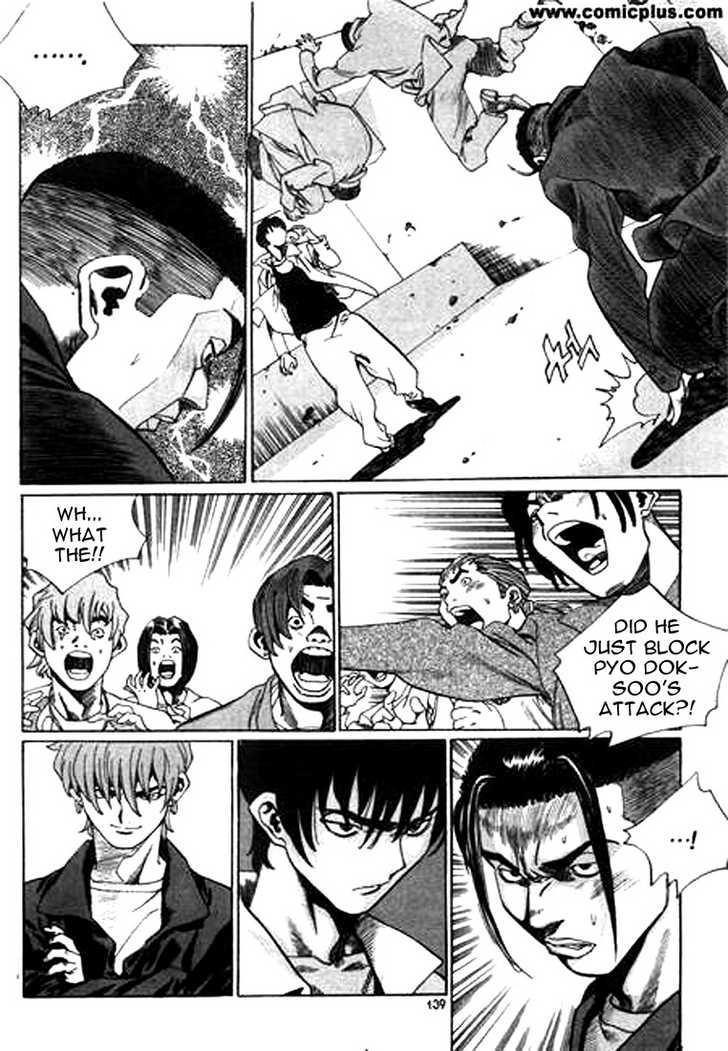 www.comicplus.com
......,
WH...
WHAT
THE!!
DID HE
JUST BLOCK
PYO DOK-
SOO'S
ATTACK?!
...!
139